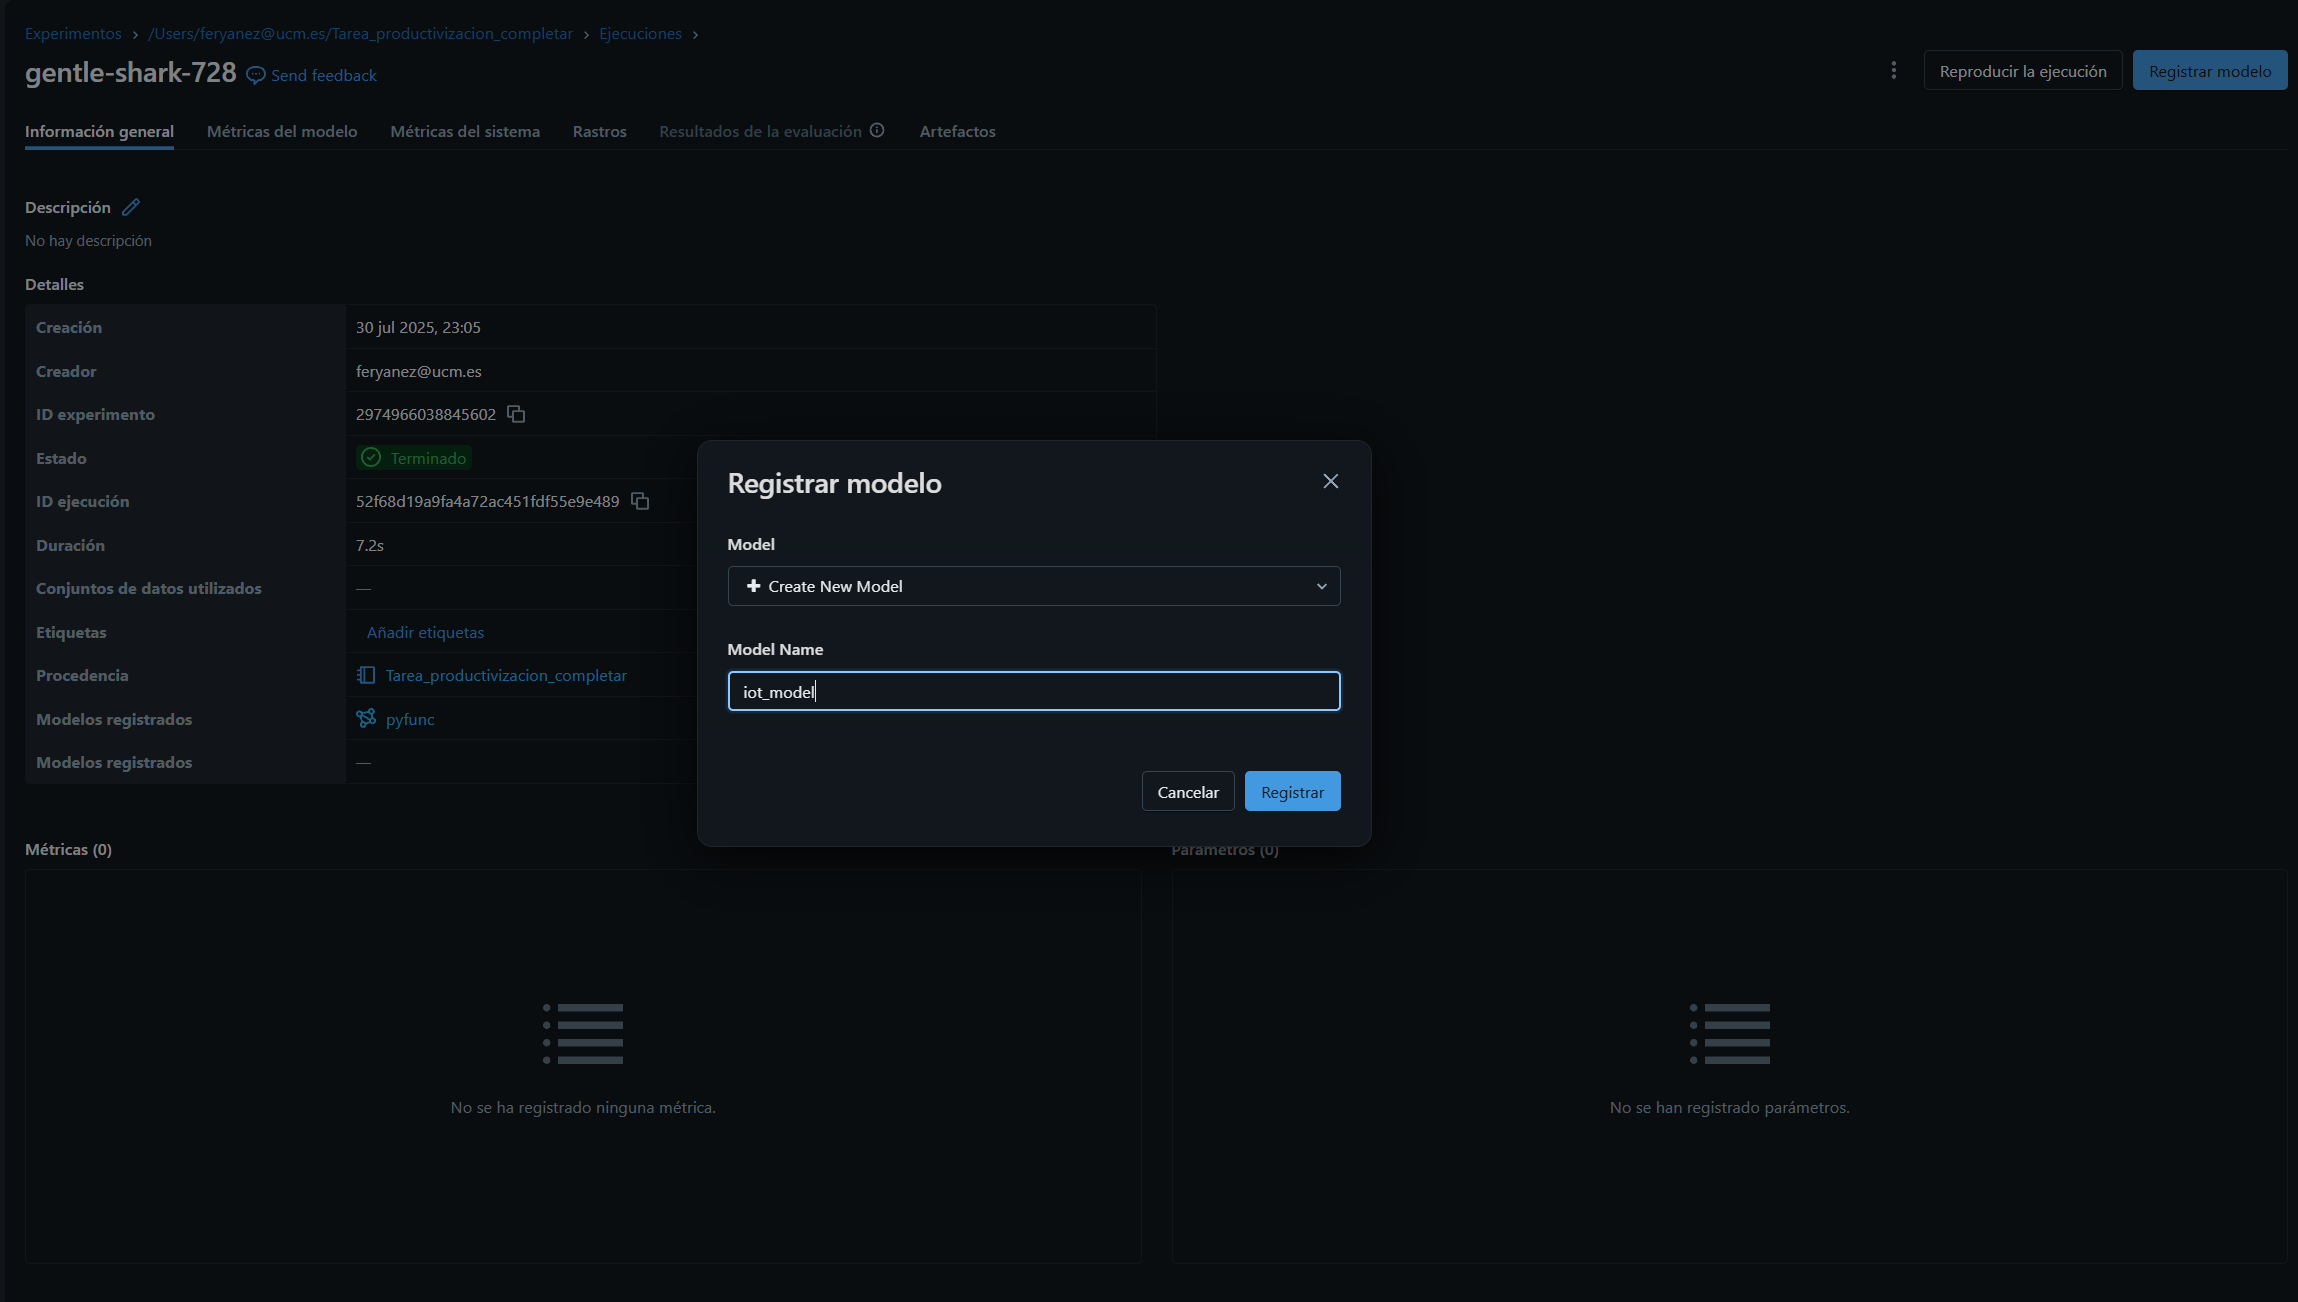 Experimentos › /Users/feryanez@ucm.es/Tarea_productivizacion_completar › Ejecuciones ›
gentle-shark-728 Send feedback
Reproducir la ejecución
Registrar modelo
Información general Métricas del modelo Métricas del sistema Rastros Resultados de la evaluación Artefactos
Descripción
No hay descripción
Detalles
Creación 30 jul 2025, 23:05
Creador feryanez@ucm.es
ID experimento 2974966038845602
Estado Terminado
ID ejecución 52f68d19a9fa4a72ac451fdf55e9e489
Duración 7.2s
Conjuntos de datos utilizados —
Etiquetas Añadir etiquetas
Procedencia Tarea_productivizacion_completar
Modelos registrados pyfunc
Modelos registrados —
Registrar modelo
Model
Create New Model
Model Name
iot_model
Cancelar Registrar
Métricas (0)
No se ha registrado ninguna métrica.
Parámetros (0)
No se han registrado parámetros.